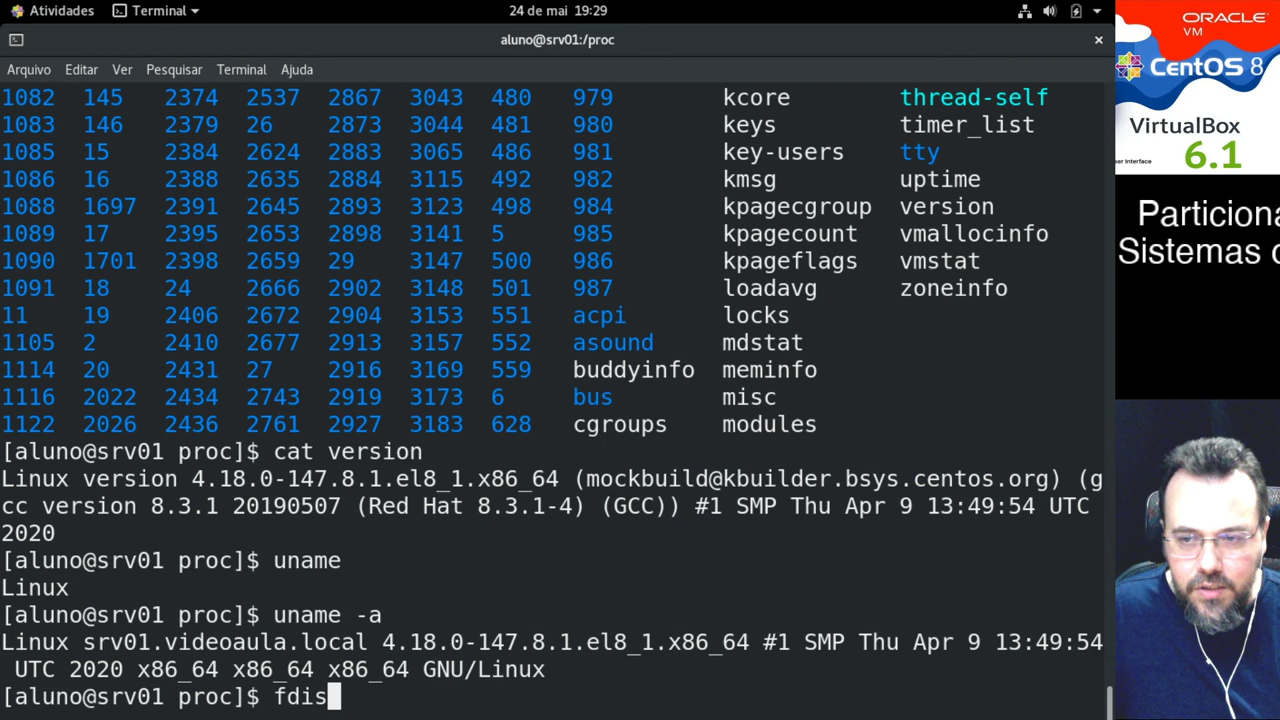 Atividades Terminal 24 de mai 19:29
aluno@srv01:/proc ×
Arquivo Editar Ver Pesquisar Terminal Ajuda
1082 145 2374 2537 2867 3043 480 979 kcore thread-self
1083 146 2379 26 2873 3044 481 980 keys timer_list
1085 15 2384 2624 2883 3065 486 981 key-users tty
1086 16 2388 2635 2884 3115 492 982 kmsg uptime
1088 1697 2391 2645 2893 3123 498 984 kpagecgroup version
1089 17 2395 2653 2898 3141 5 985 kpagecount vmallocinfo
1090 1701 2398 2659 29 3147 500 986 kpageflags vmstat
1091 18 24 2666 2902 3148 501 987 loadavg zoneinfo
11 19 2406 2672 2904 3153 551 acpi locks
1105 2 2410 2677 2913 3157 552 asound mdstat
1114 20 2431 27 2916 3169 559 buddyinfo meminfo
1116 2022 2434 2743 2919 3173 6 bus misc
1122 2026 2436 2761 2927 3183 628 cgroups modules
[aluno@srv01 proc]$ cat version
Linux version 4.18.0-147.8.1.el8_1.x86_64 (mockbuild@kbuilder.bsys.centos.org) (g
cc version 8.3.1 20190507 (Red Hat 8.3.1-4) (GCC)) #1 SMP Thu Apr 9 13:49:54 UTC
2020
[aluno@srv01 proc]$ uname
Linux
[aluno@srv01 proc]$ uname -a
Linux srv01.videoaula.local 4.18.0-147.8.1.el8_1.x86_64 #1 SMP Thu Apr 9 13:49:54
UTC 2020 x86_64 x86_64 x86_64 GNU/Linux
[aluno@srv01 proc]$ fdis
ORACLE
VM
CentOS 8
VirtualBox
ser Interface 6.1
Particiona
Sistemas